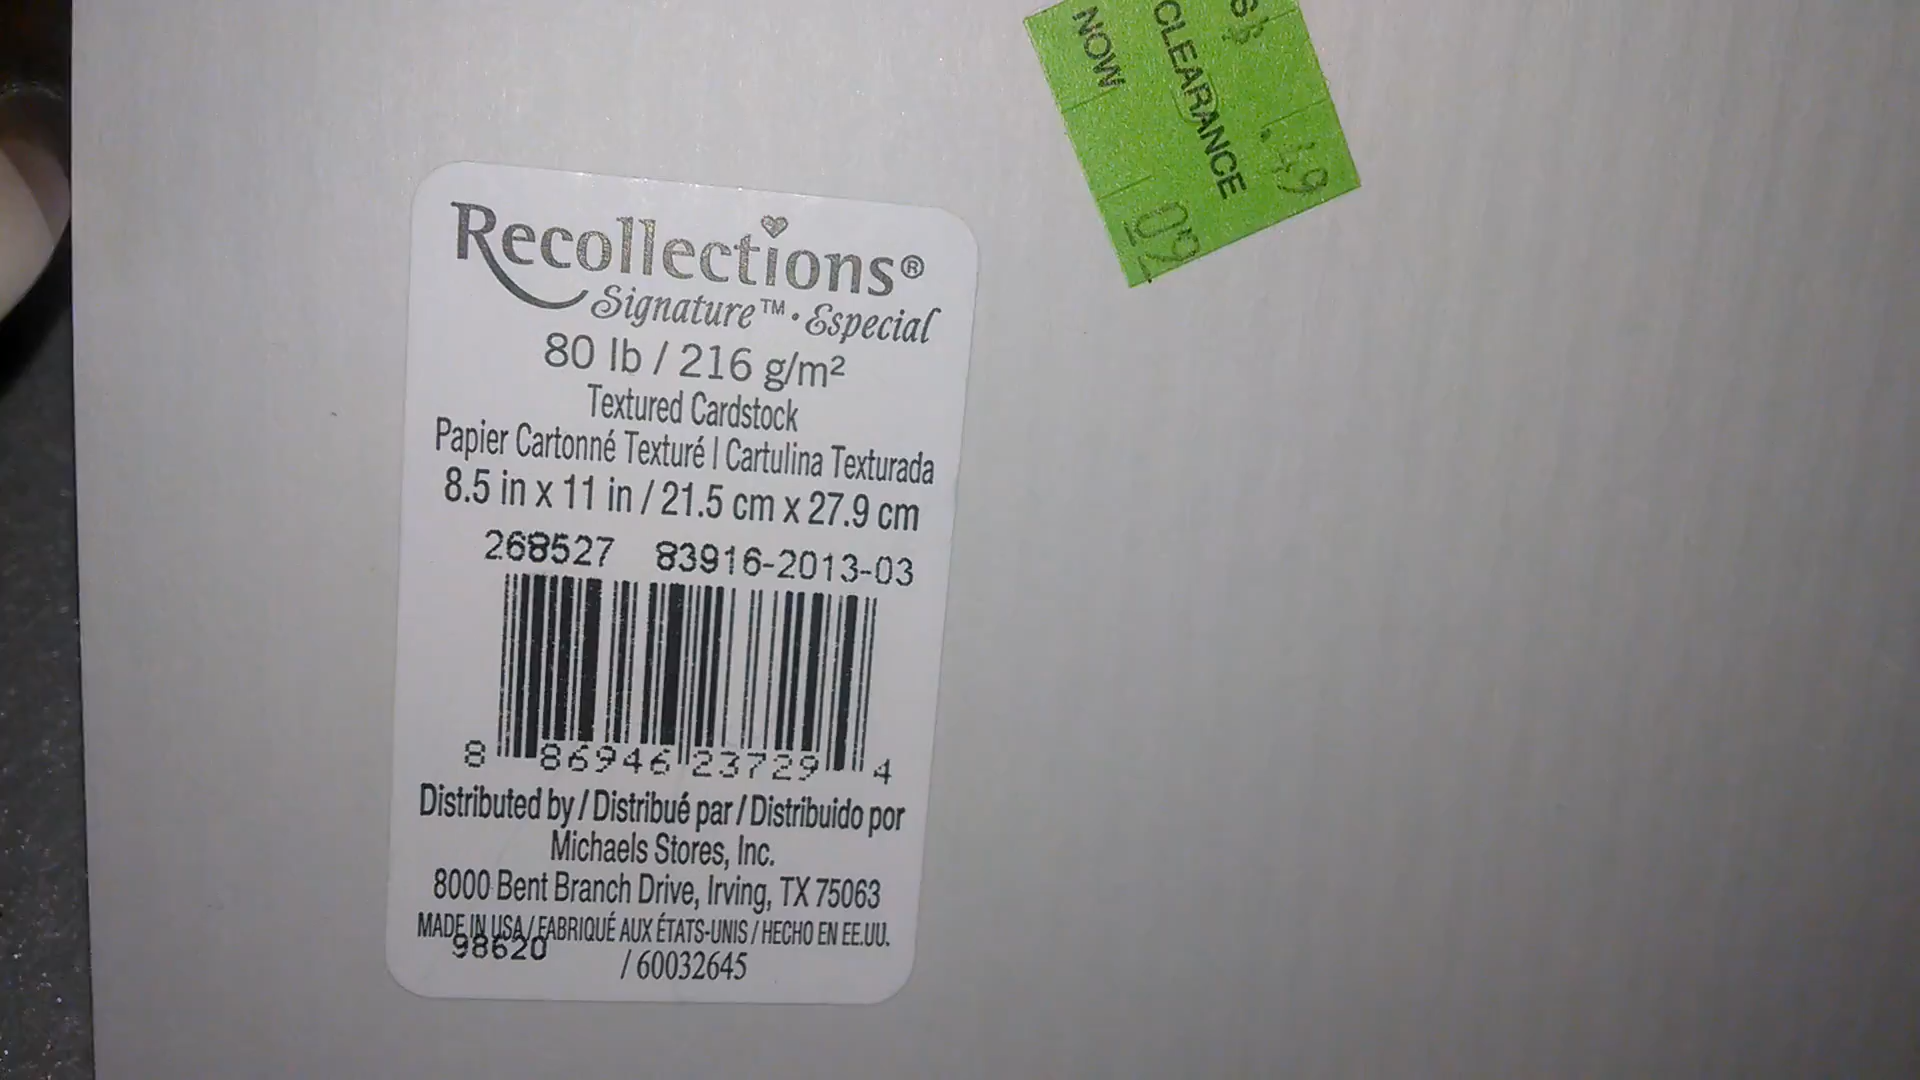 Recollections®
Signature™ • Especial
80 lb / 216 g/m²
Textured Cardstock
Papier Cartonné Texturé | Cartulina Texturada
8.5 in x 11 in / 21.5 cm x 27.9 cm
268527 83916-2013-03
8 86946 23729 4
Distributed by / Distribué par / Distribuido por
Michaels Stores, Inc.
8000 Bent Branch Drive, Irving, TX 75063
MADE IN USA / FABRIQUÉ AUX ÉTATS-UNIS / HECHO EN EE.UU.
98620 / 60032645
.49
CLEARANCE
NOW